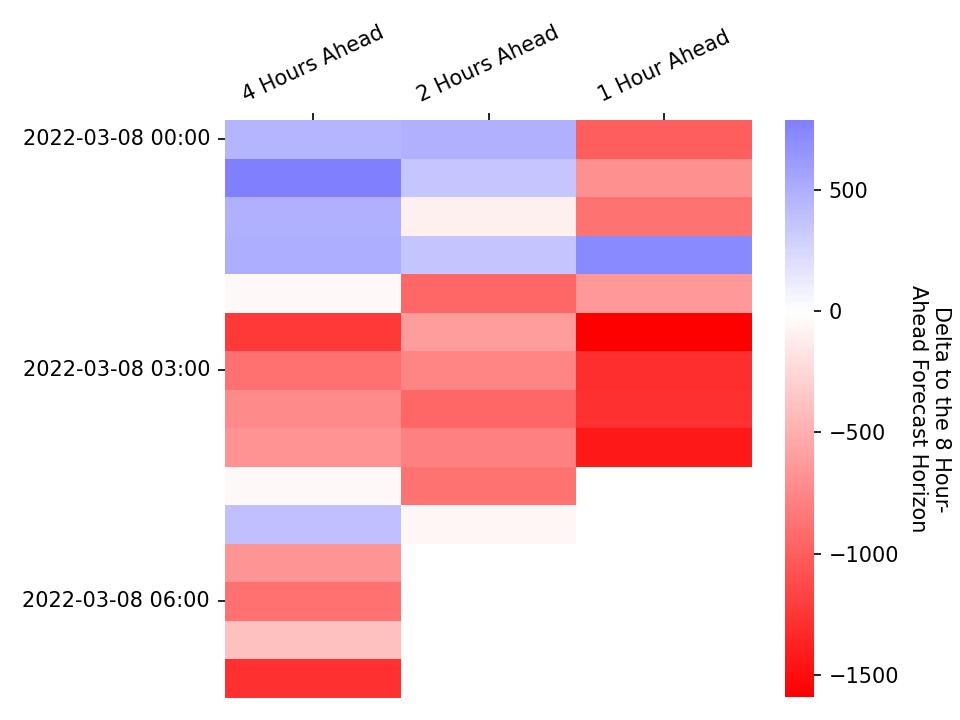 4 Hours Ahead
2 Hours Ahead
1 Hour Ahead
2022-03-08 00:00
2022-03-08 03:00
2022-03-08 06:00
500
0
−500
−1000
−1500
Delta to the 8 Hour-
Ahead Forecast Horizon